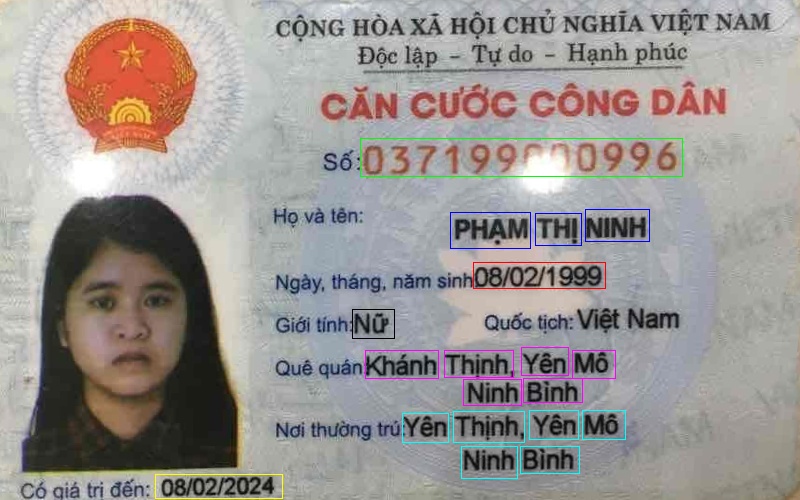 CỘNG HÒA XÃ HỘI CHỦ NGHĨA VIỆT NAM
Độc lập - Tự do - Hạnh phúc
CĂN CƯỚC CÔNG DÂN
Số:
Họ và tên: PHẠM THỊ NINH
Ngày, tháng, năm sinh 08/02/1999
Giới tính: Nữ Quốc tịch: Việt Nam
Quê quán: Khánh Thịnh, Yên Mô
Ninh Bình
Nơi thường trú: Yên Thịnh, Yên Mô
Ninh Bình
Có giá trị đến: 08/02/2024